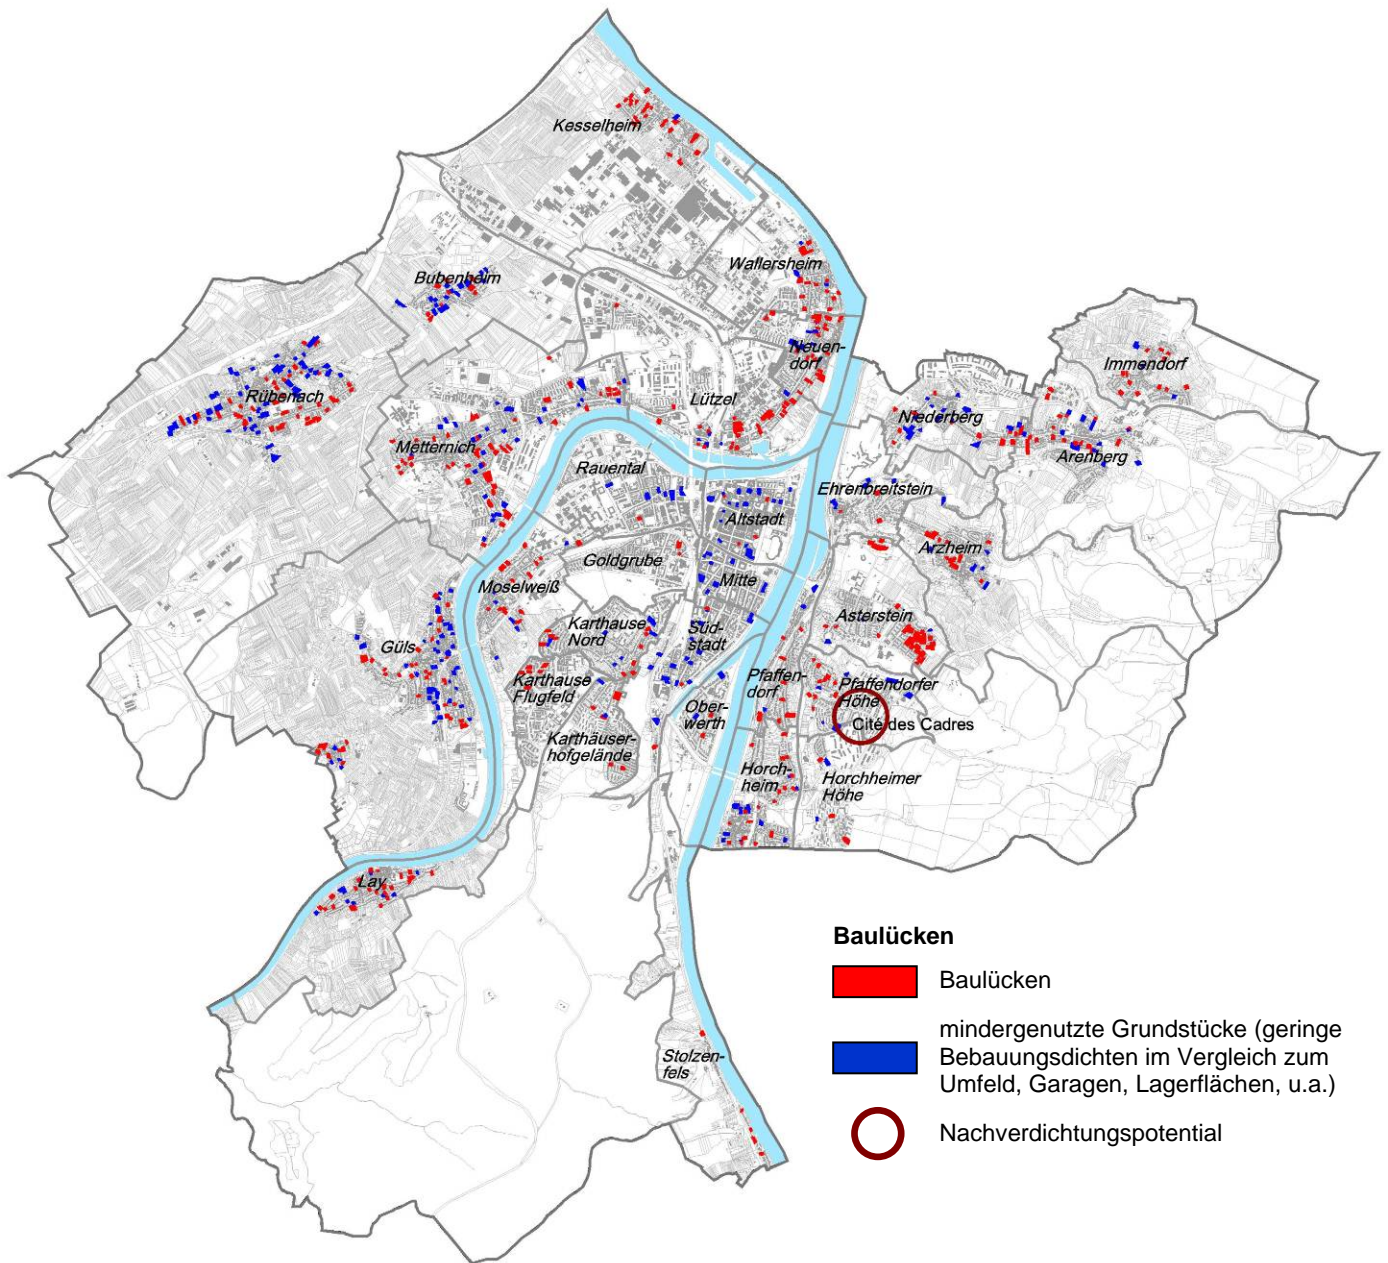 Kesselheim
Wallersheim
Bubenheim
Neuen-
dorf
Immendorf
Rübenach
Lützel
Niederberg
Metternich
Arenberg
Rauental
Ehrenbreitstein
Altstadt
Arzheim
Goldgrube
Mitte
Moselweiß
Asterstein
Karthause
Nord
Süd-
stadt
Güls
Karthause
Flugfeld
Pfaffen-
dorf
Pfaffendorfer
Höhe
Ober-
werth
Cité des Cadres
Karthäuser-
hofgelände
Horch-
heim
Horchheimer
Höhe
Lay
Stolzen-
fels
Baulücken
Baulücken
mindergenutzte Grundstücke (geringe
Bebauungsdichten im Vergleich zum
Umfeld, Garagen, Lagerflächen, u.a.)
Nachverdichtungspotential